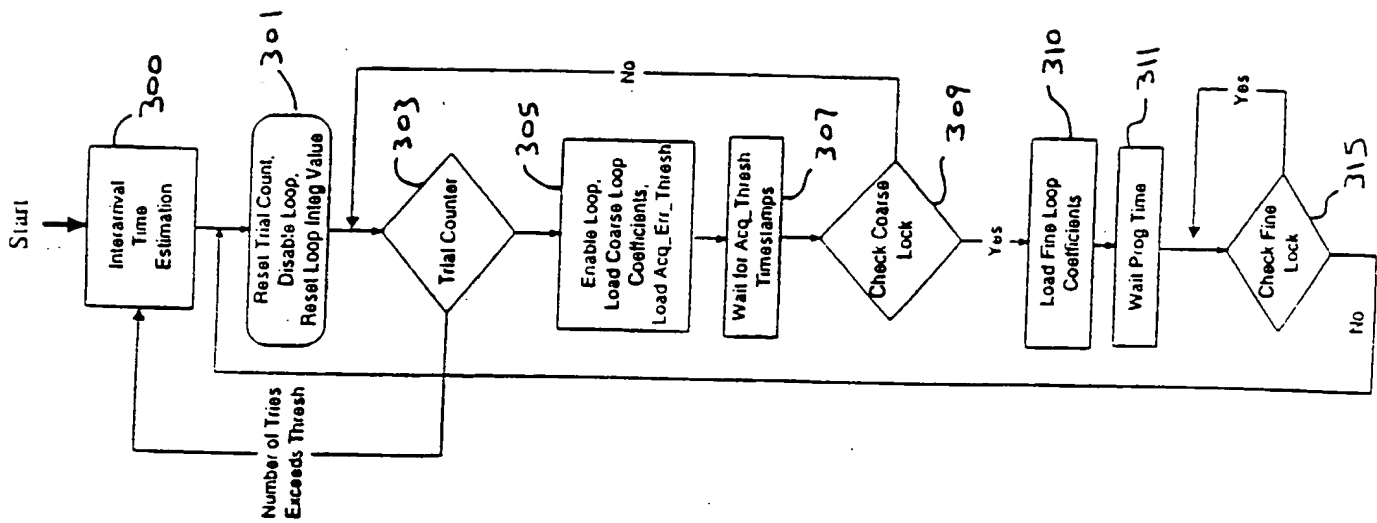 Start
300
Interarrival
Time
Estimation
301
Reset Trial Count,
Disable Loop,
Reset Loop Integ Value
Number of Tries
Exceeds Thresh
303
Trial Counter
No
305
Enable Loop,
Load Coarse Loop
Coefficients,
Load Acq_Err_Thresh
307
Wait for Acq_Thresh
Timestamps
309
Check Coarse
Lock
Yes
310
Load Fine Loop
Coefficients
311
Wait Prog Time
Yes
Check Fine
Lock
315
No